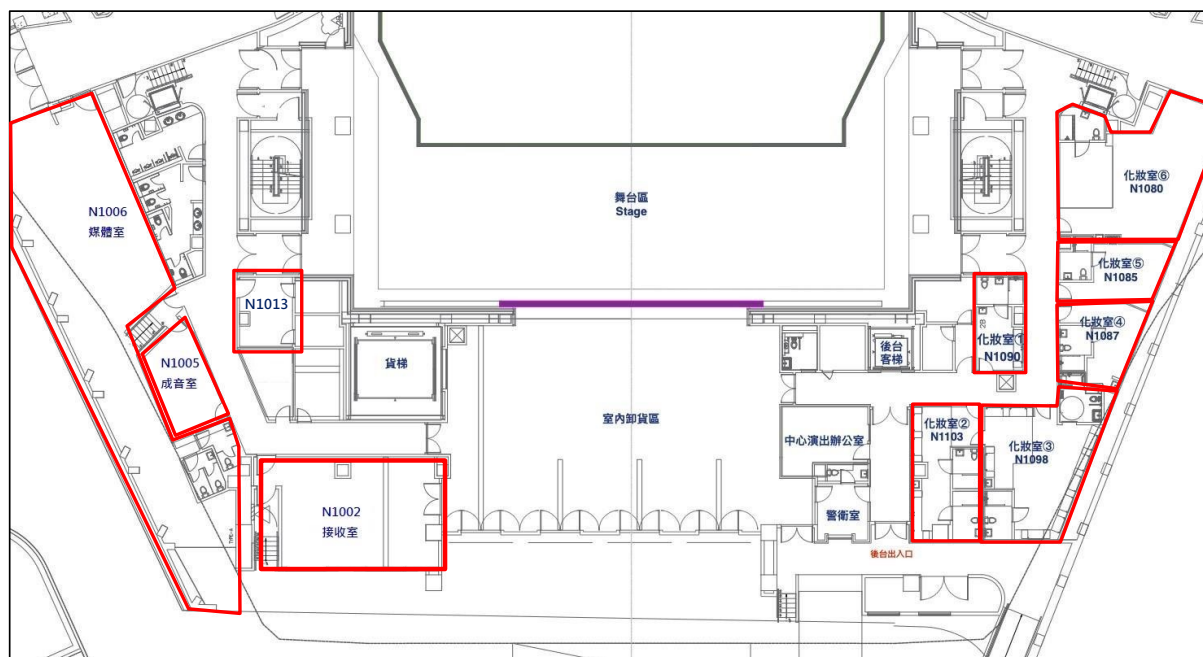 舞台區
Stage
N1006
媒體室
化妝室⑥
N1080
化妝室⑤
N1085
N1013
化妝室④
N1087
2B
化妝室①
N1090
後台
客梯
貨梯
N1005
成音室
室內卸貨區
中心演出辦公室
化妝室②
N1103
化妝室③
N1098
N1002
接收室
警衛室
TYPE-A
後台出入口